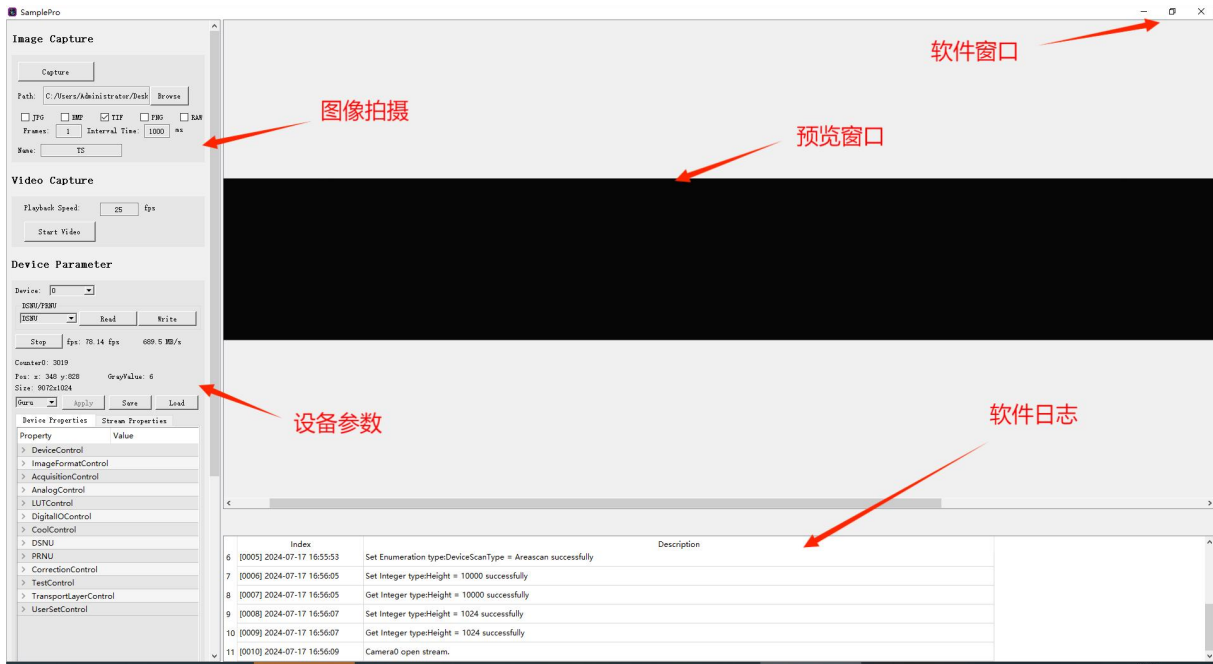 SamplePro
Image Capture
Capture
Path: C:/Users/Administrator/Desk Browse
JPG BMP TIF PNG RAW
Frames: 1 Interval Time: 1000 ms
Name: TS
Video Capture
Playback Speed: 25 fps
Start Video
Device Parameter
Device: 0
DSNU/PRNU
DSNU Read Write
Stop fps: 78.14 fps 689.5 MB/s
Counter0: 3019
Pos: x: 348 y:828 GrayValue: 6
Size: 9072x1024
Guru Apply Save Load
Device Properties Stream Properties
Property Value
DeviceControl
ImageFormatControl
AcquisitionControl
AnalogControl
LUTControl
DigitalIOControl
CoolControl
DSNU
PRNU
CorrectionControl
TestControl
TransportLayerControl
UserSetControl
软件窗口
图像拍摄
预览窗口
设备参数
软件日志
Index Description
6 [0005] 2024-07-17 16:55:53 Set Enumeration type:DeviceScanType = Areascan successfully
7 [0006] 2024-07-17 16:56:05 Set Integer type:Height = 10000 successfully
8 [0007] 2024-07-17 16:56:05 Get Integer type:Height = 10000 successfully
9 [0008] 2024-07-17 16:56:07 Set Integer type:Height = 1024 successfully
10 [0009] 2024-07-17 16:56:07 Get Integer type:Height = 1024 successfully
11 [0010] 2024-07-17 16:56:09 Camera0 open stream.